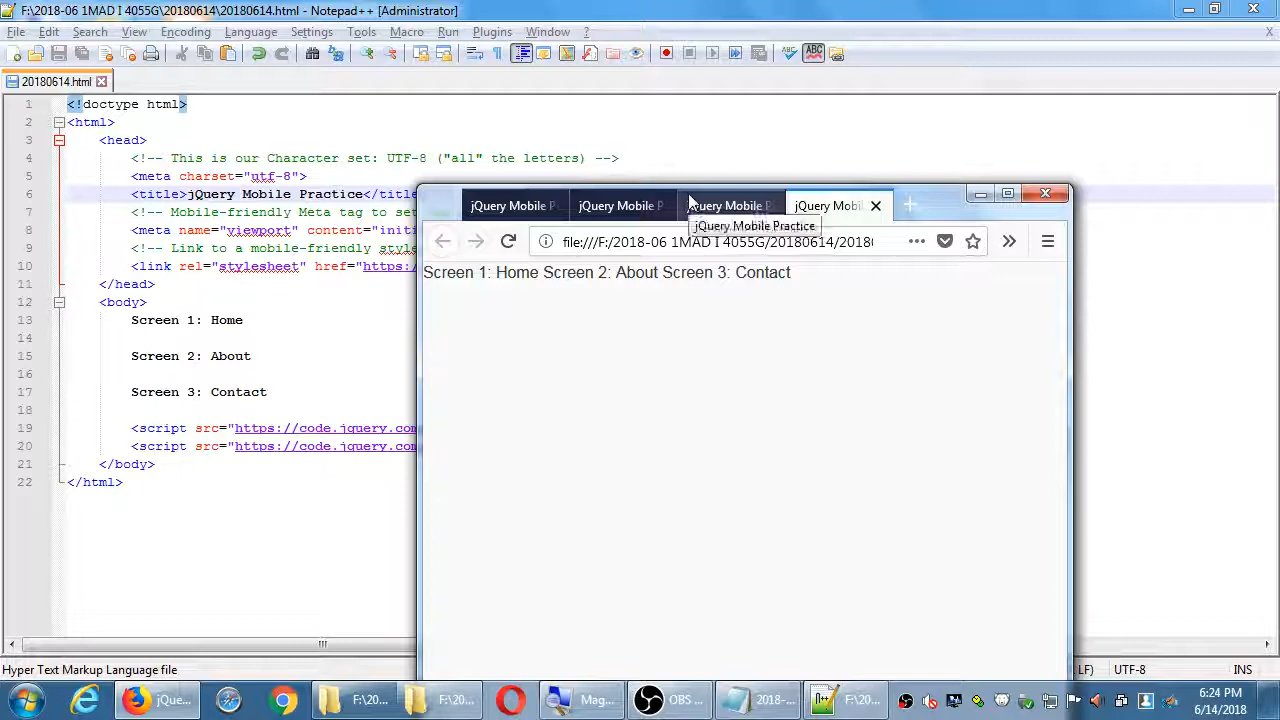 F:\2018-06 1MAD I 4055G\20180614\20180614.html - Notepad++ [Administrator]
File Edit Search View Encoding Language Settings Tools Macro Run Plugins Window ?
X
20180614.html
1 <!doctype html>
2 <html>
3 <head>
4 <!-- This is our Character set: UTF-8 ("all" the letters) -->
5 <meta charset="utf-8">
6 <title>jQuery Mobile Practice</title
7 <!-- Mobile-friendly Meta tag to set
8 <meta name="viewport" content="initi
9 <!-- Link to a mobile-friendly style
10 <link rel="stylesheet" href="https:/
11 </head>
12 <body>
13 Screen 1: Home
14
15 Screen 2: About
16
17 Screen 3: Contact
18
19 <script src="https://code.jquery.com
20 <script src="https://code.jquery.com
21 </body>
22 </html>
jQuery Mobile P jQuery Mobile P jQuery Mobile P jQuery Mobil
jQuery Mobile Practice
file:///F:/2018-06 1MAD I 4055G/20180614/2018
Screen 1: Home Screen 2: About Screen 3: Contact
Hyper Text Markup Language file LF) UTF-8 INS
jQue... F:\20... F:\20... Mag... OBS ... 2018-... F:\20...
6:24 PM
6/14/2018